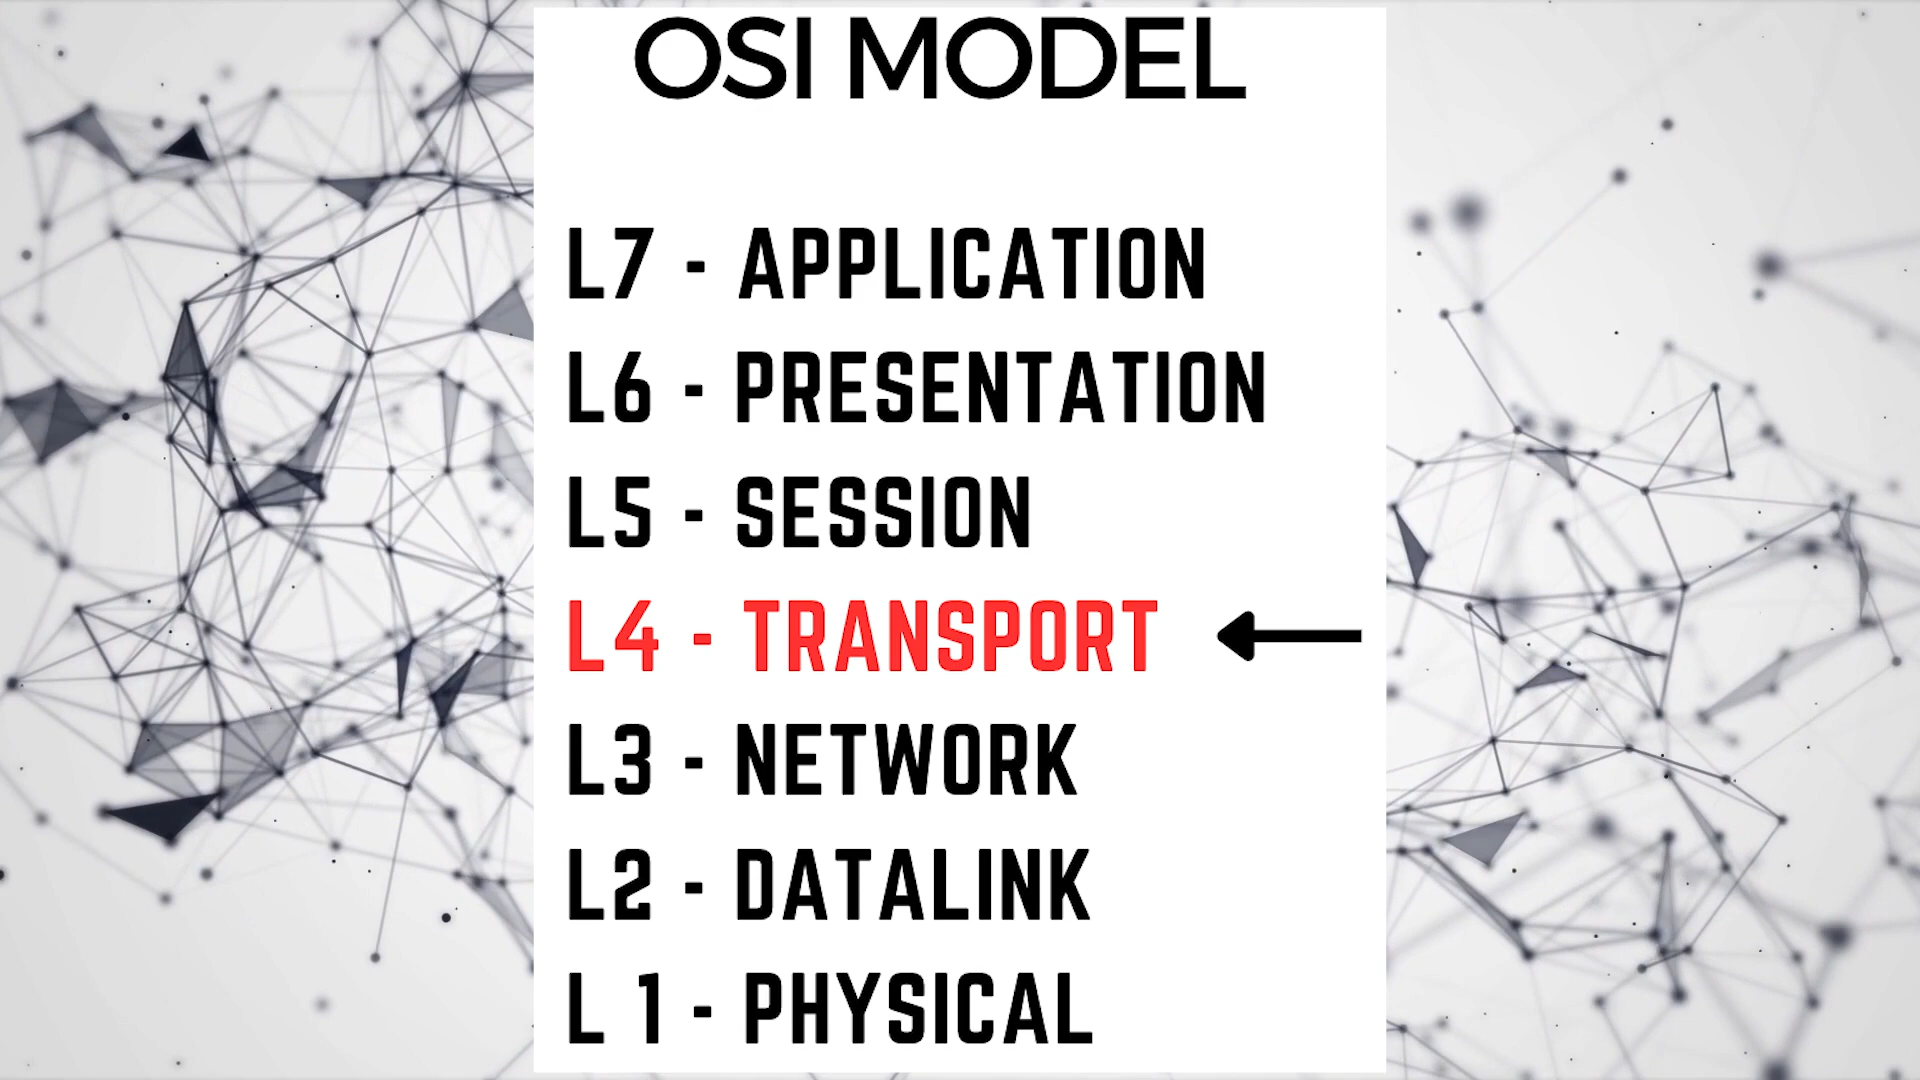 OSI MODEL
L7 - APPLICATION
L6 - PRESENTATION
L5 - SESSION
L4 - TRANSPORT
L3 - NETWORK
L2 - DATALINK
L 1 - PHYSICAL